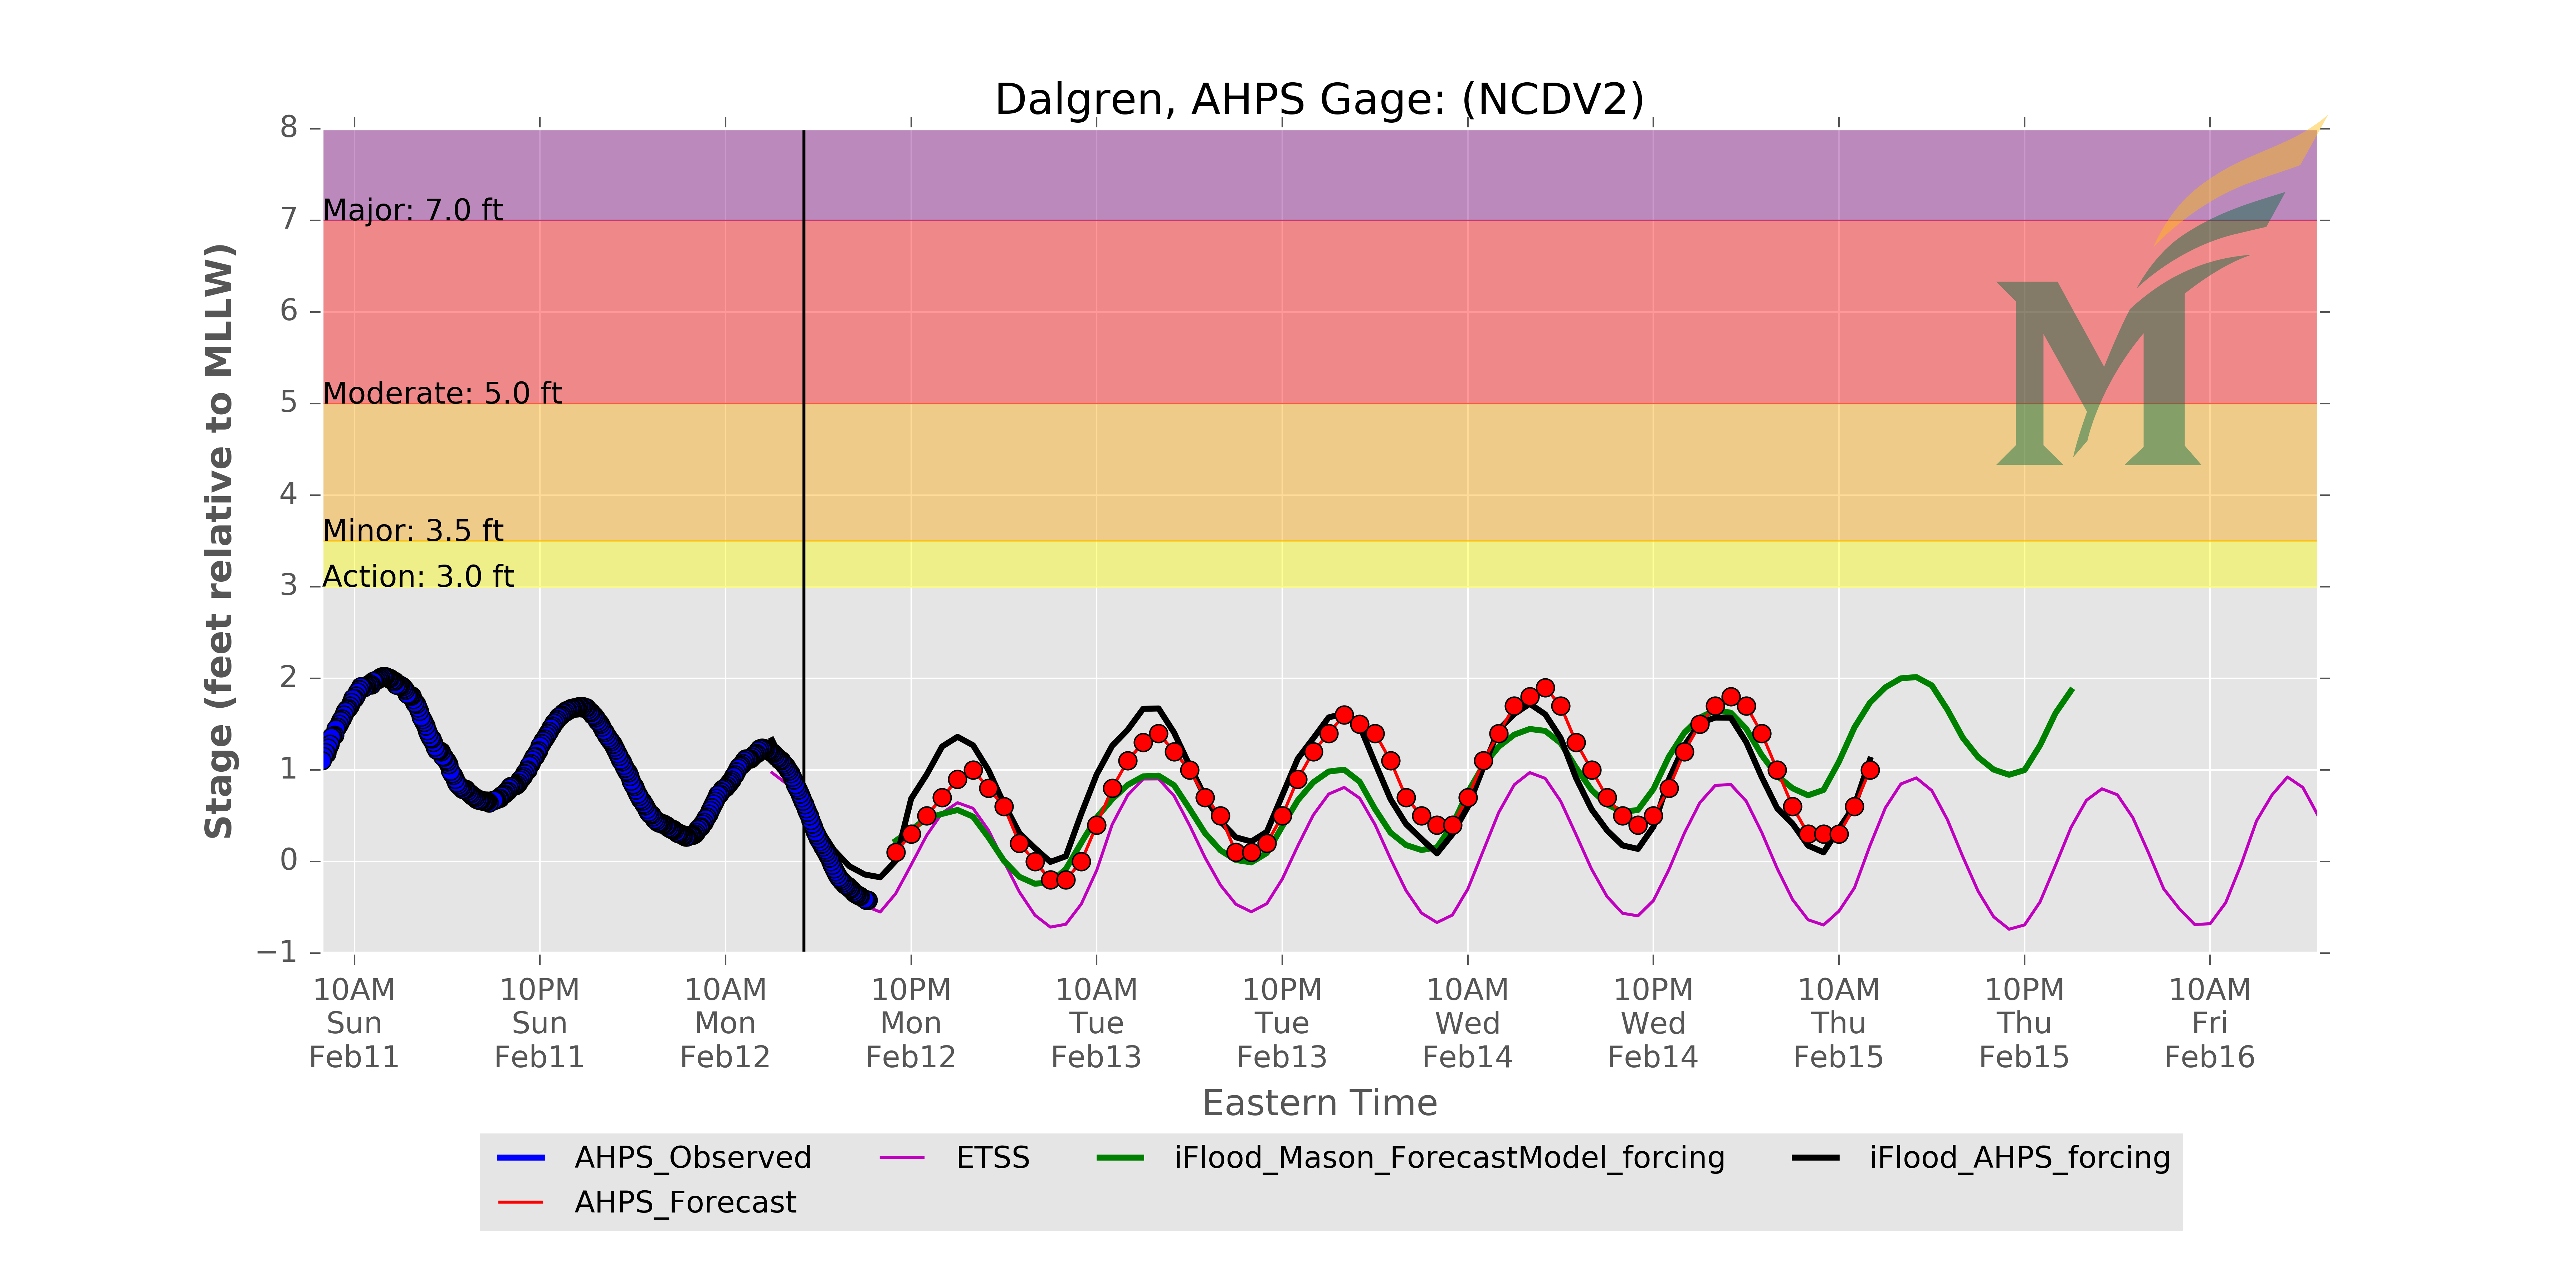 Dalgren, AHPS Gage: (NCDV2)
8
7
6
5
4
3
2
1
0
−1
Stage (feet relative to MLLW)
Major: 7.0 ft
Moderate: 5.0 ft
Minor: 3.5 ft
Action: 3.0 ft
M
10AM 10PM 10AM 10PM 10AM 10PM 10AM 10PM 10AM 10PM 10AM
Sun Sun Mon Mon Tue Tue Wed Wed Thu Thu Fri
Feb11 Feb11 Feb12 Feb12 Feb13 Feb13 Feb14 Feb14 Feb15 Feb15 Feb16
Eastern Time
AHPS_Observed ETSS iFlood_Mason_ForecastModel_forcing iFlood_AHPS_forcing
AHPS_Forecast